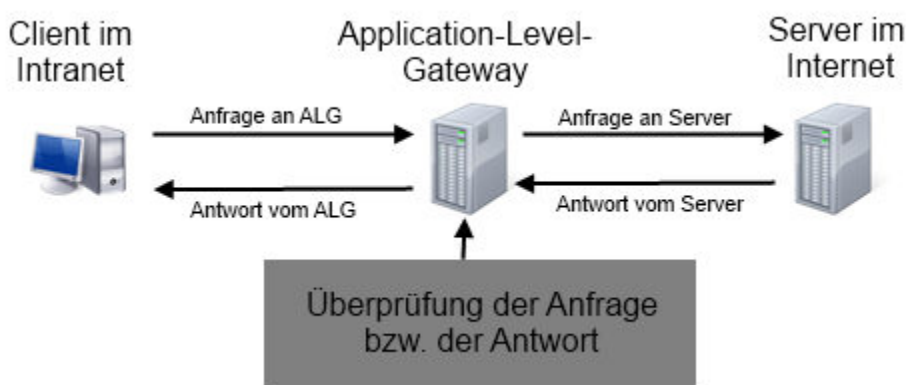 Client im
Intranet
Application-Level-
Gateway
Server im
Internet
Anfrage an ALG
Anfrage an Server
Antwort vom ALG
Antwort vom Server
Überprüfung der Anfrage
bzw. der Antwort